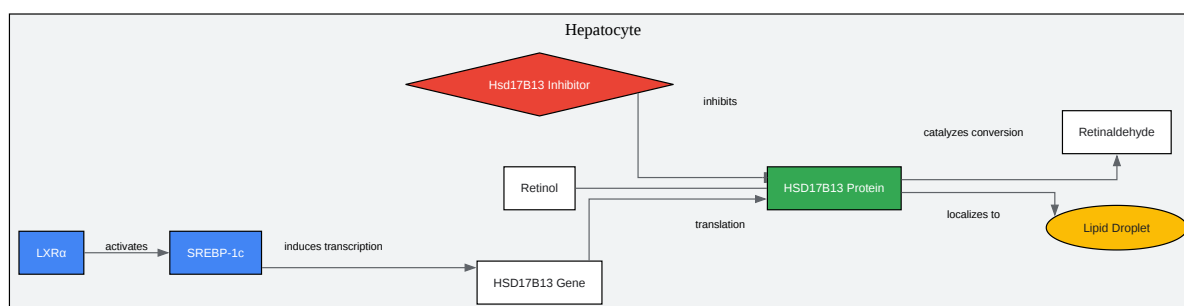 Hepatocyte
Hsd17B13 Inhibitor
inhibits
catalyzes conversion
Retinaldehyde
Retinol
HSD17B13 Protein
translation
localizes to
Lipid Droplet
LXRα
activates
SREBP-1c
induces transcription
HSD17B13 Gene